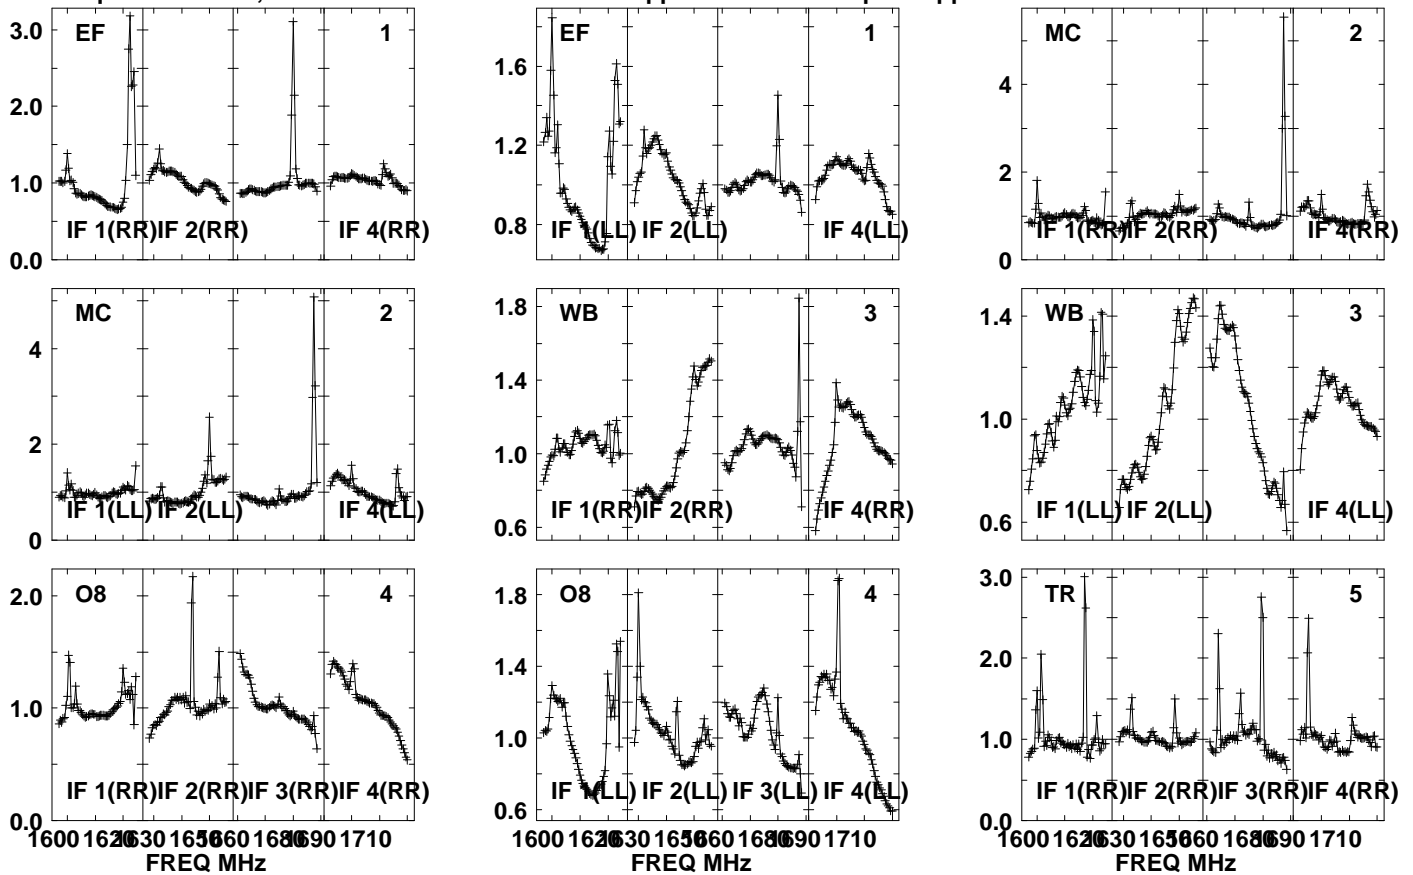 EF 1
3.0
2.0
1.0
0.0
IF 1(RR) IF 2(RR) IF 4(RR)
EF 1
1.6
1.2
0.8
IF 1(LL) IF 2(LL) IF 4(LL)
MC 2
4
2
0
IF 1(RR) IF 2(RR) IF 4(RR)
MC 2
4
2
0
IF 1(LL) IF 2(LL) IF 4(LL)
WB 3
1.8
1.4
1.0
0.6
IF 1(RR) IF 2(RR) IF 4(RR)
WB 3
1.4
1.0
0.6
IF 1(LL) IF 2(LL) IF 4(LL)
O8 4
2.0
1.0
0.0
IF 1(RR) IF 2(RR) IF 3(RR) IF 4(RR)
1600 1620 1630 1650 1660 1680 1690 1710
FREQ MHz
O8 4
1.8
1.4
1.0
0.6
IF 1(LL) IF 2(LL) IF 3(LL) IF 4(LL)
1600 1620 1630 1650 1660 1680 1690 1710
FREQ MHz
TR 5
3.0
2.0
1.0
0.0
IF 1(RR) IF 2(RR) IF 3(RR) IF 4(RR)
1600 1620 1630 1650 1660 1680 1690 1710
FREQ MHz